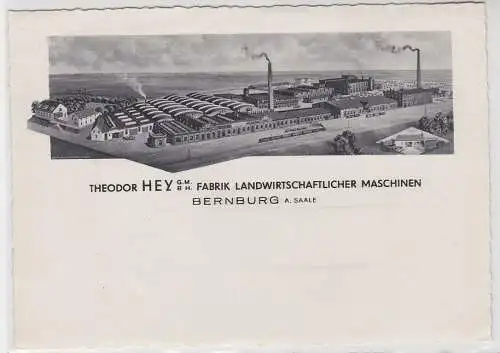 THEODOR HEY G.M.B.H. FABRIK LANDWIRTSCHAFTLICHER MASCHINEN
BERNBURG A. SAALE